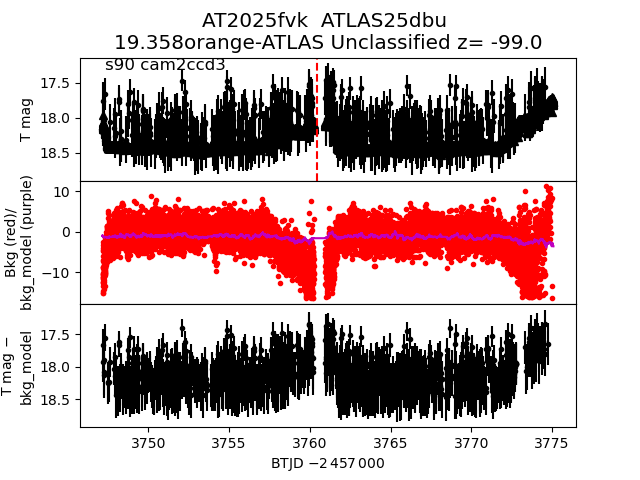 AT2025fvk  ATLAS25dbu
19.358orange-ATLAS Unclassified z= -99.0
s90 cam2ccd3
T mag
17.5
18.0
18.5
Bkg (red)/
bkg_model (purple)
10
0
−10
T mag −
bkg_model
17.5
18.0
18.5
3750
3755
3760
3765
3770
3775
BTJD −2 457 000